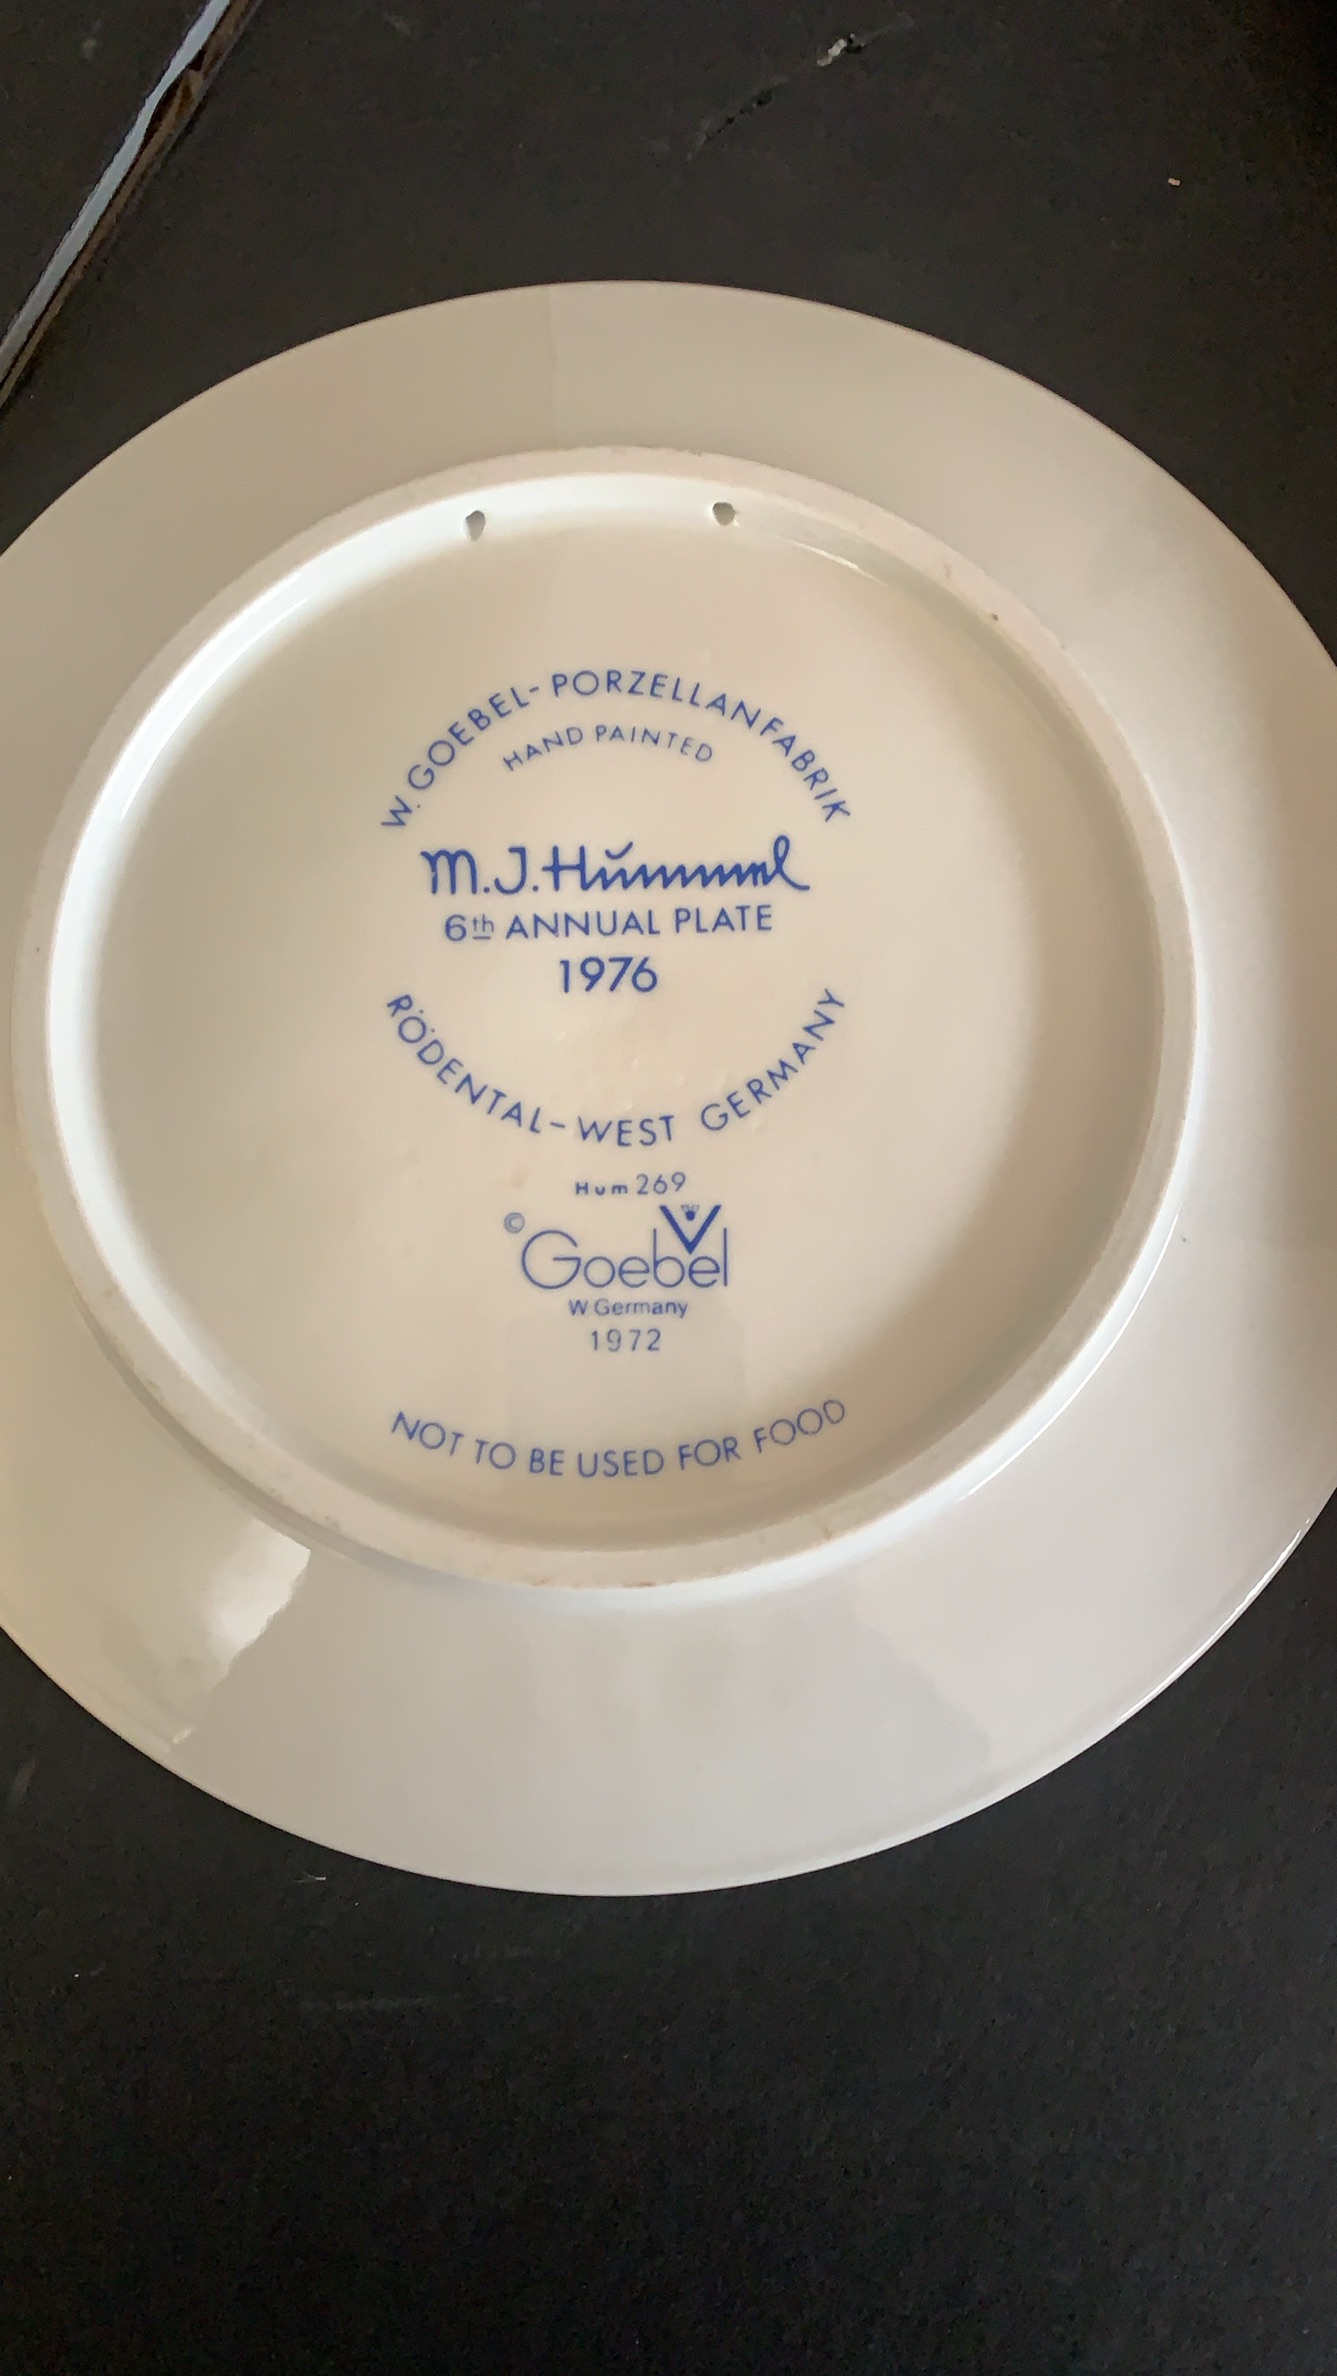 W. GOEBEL-PORZELLANFABRIK
HAND PAINTED
M.J. Hŭmmel
6th ANNUAL PLATE
1976
RÖDENTAL-WEST GERMANY
Hum 269
© Goebel
W Germany
1972
NOT TO BE USED FOR FOOD